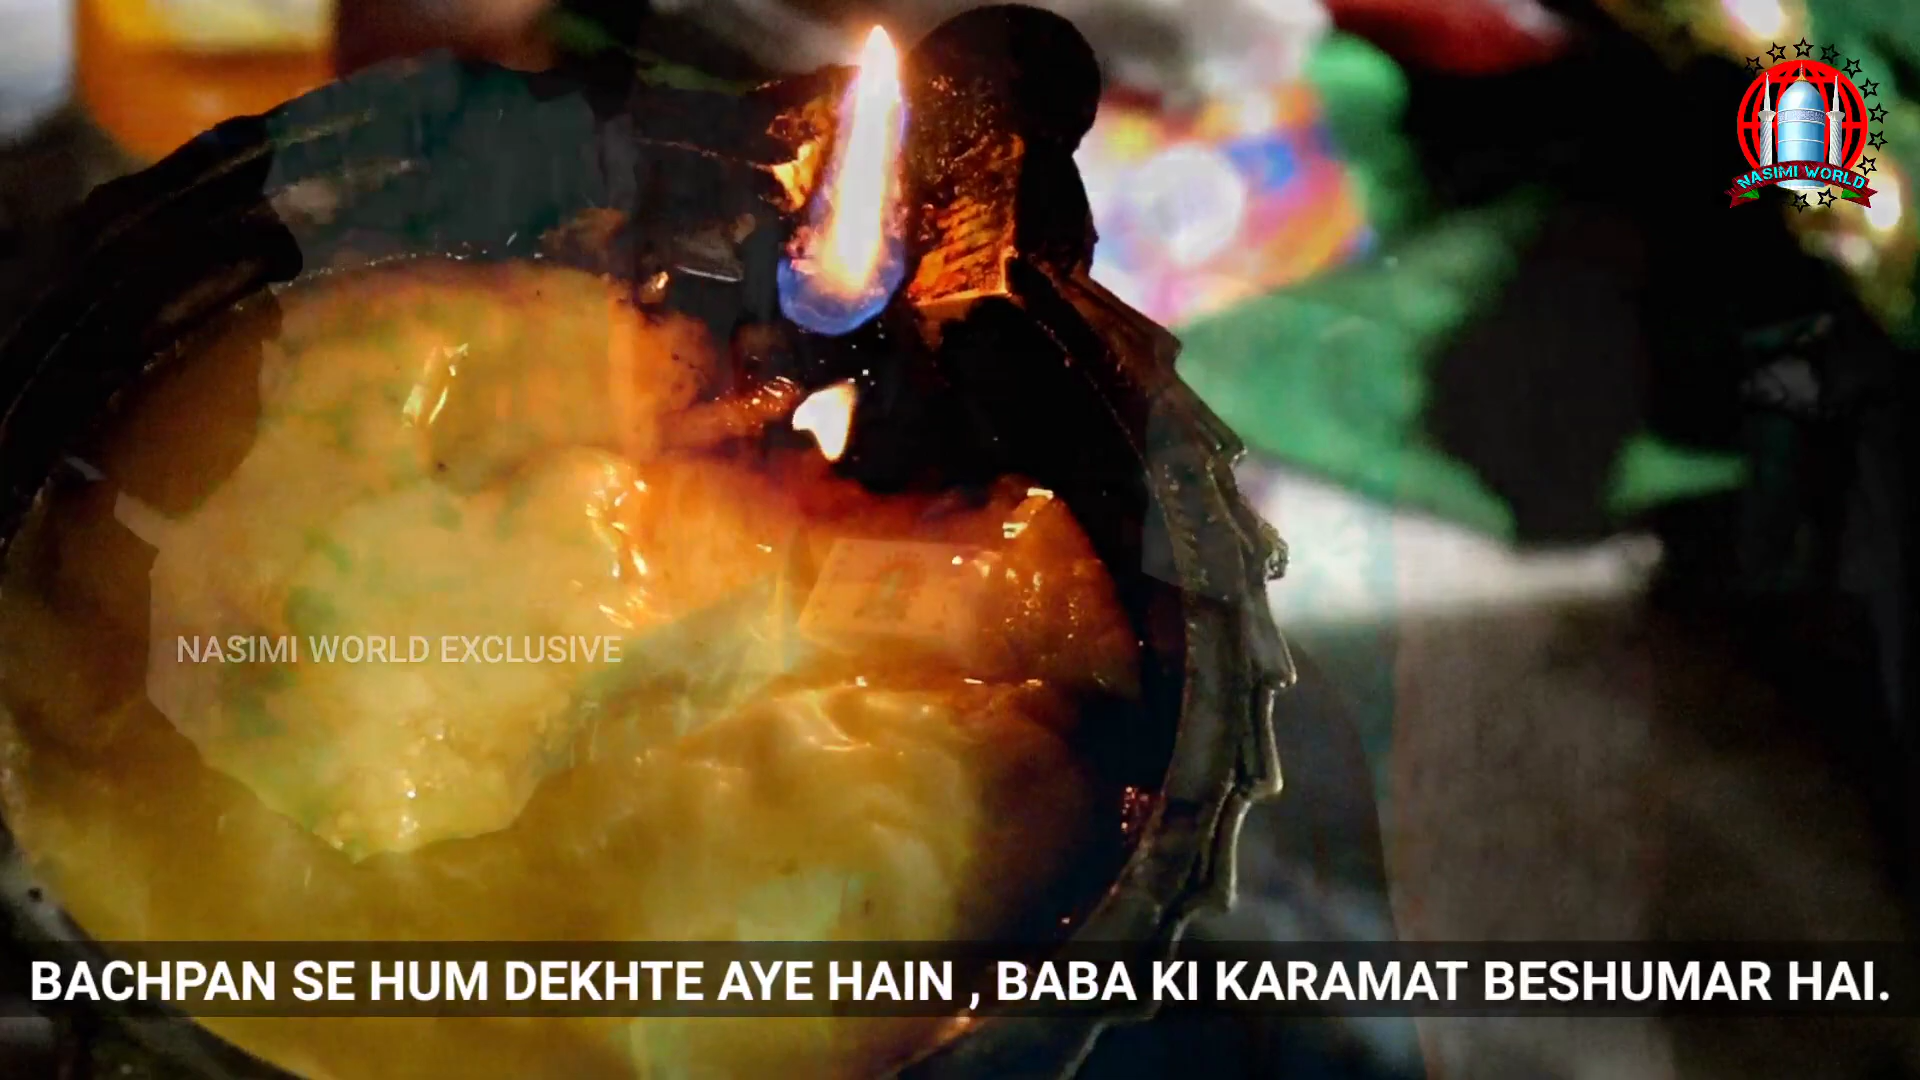 NASIMI WORLD
NASIMI WORLD EXCLUSIVE
BACHPAN SE HUM DEKHTE AYE HAIN , BABA KI KARAMAT BESHUMAR HAI.